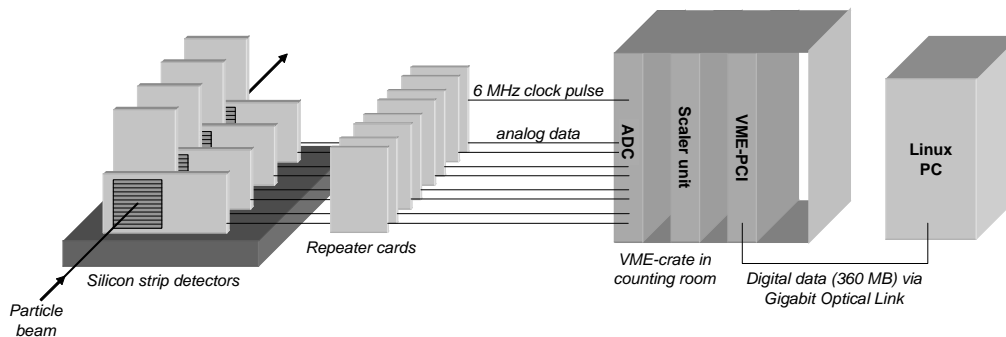 6 MHz clock pulse
analog data
ADC
Scaler unit
VME-PCI
Linux
PC
Repeater cards
Silicon strip detectors
VME-crate in
counting room
Digital data (360 MB) via
Gigabit Optical Link
Particle
beam